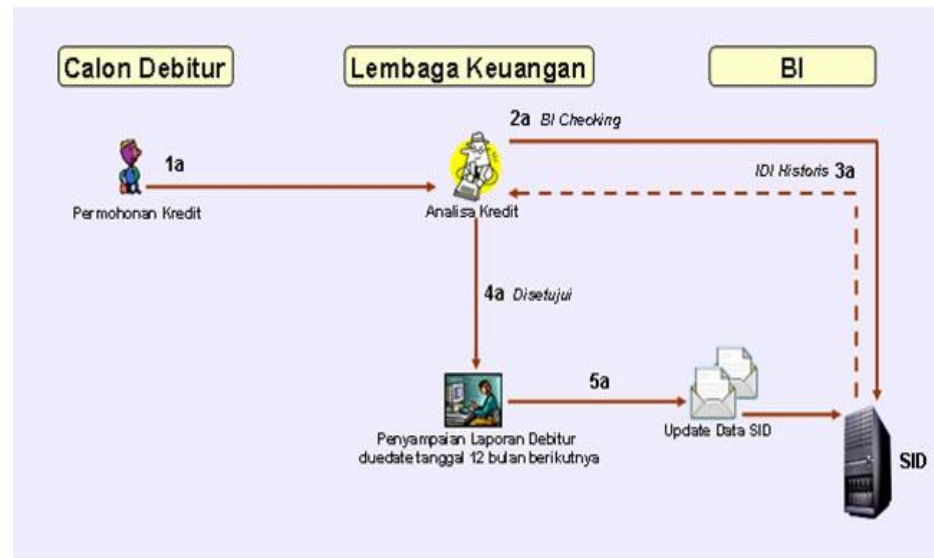 Calon Debitur
Lembaga Keuangan
BI
2a BI Checking
1a
IDI Historis 3a
Permohonan Kredit
Analisa Kredit
4a Disetujui
5a
Update Data SID
Penyampaian Laporan Debitur
duedate tanggal 12 bulan berikutnya
SID